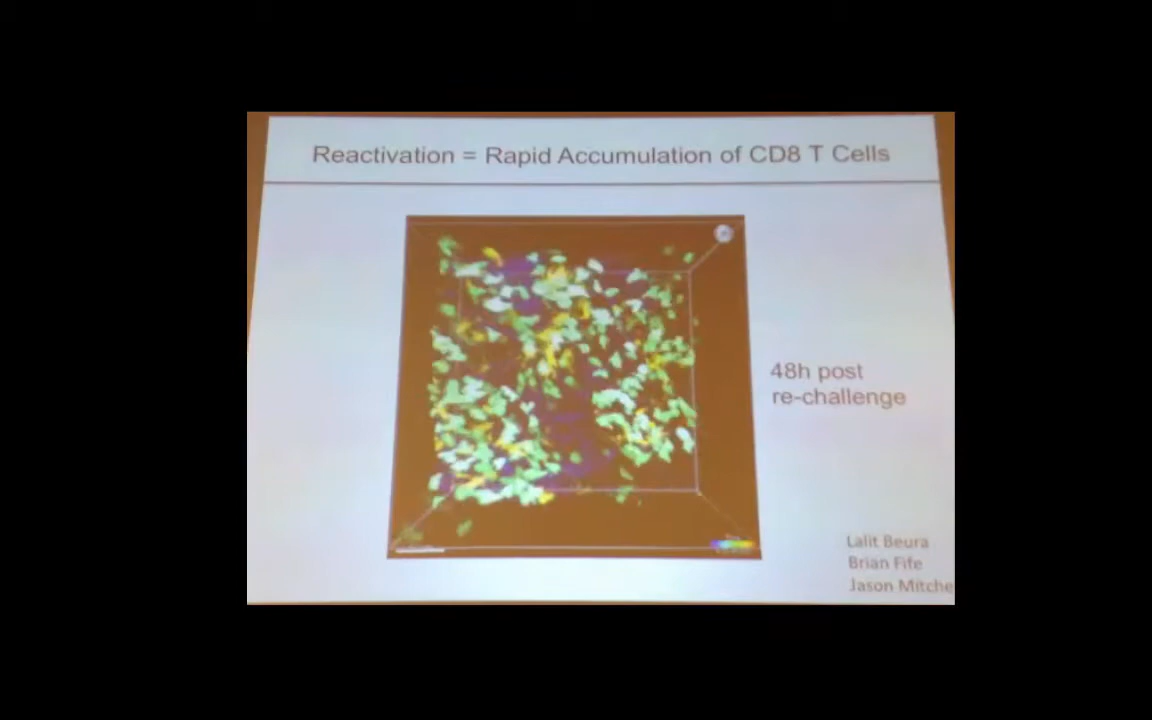 Reactivation = Rapid Accumulation of CD8 T Cells
48h post
re-challenge
Lalit Beura
Brian Fife
Jason Mitche